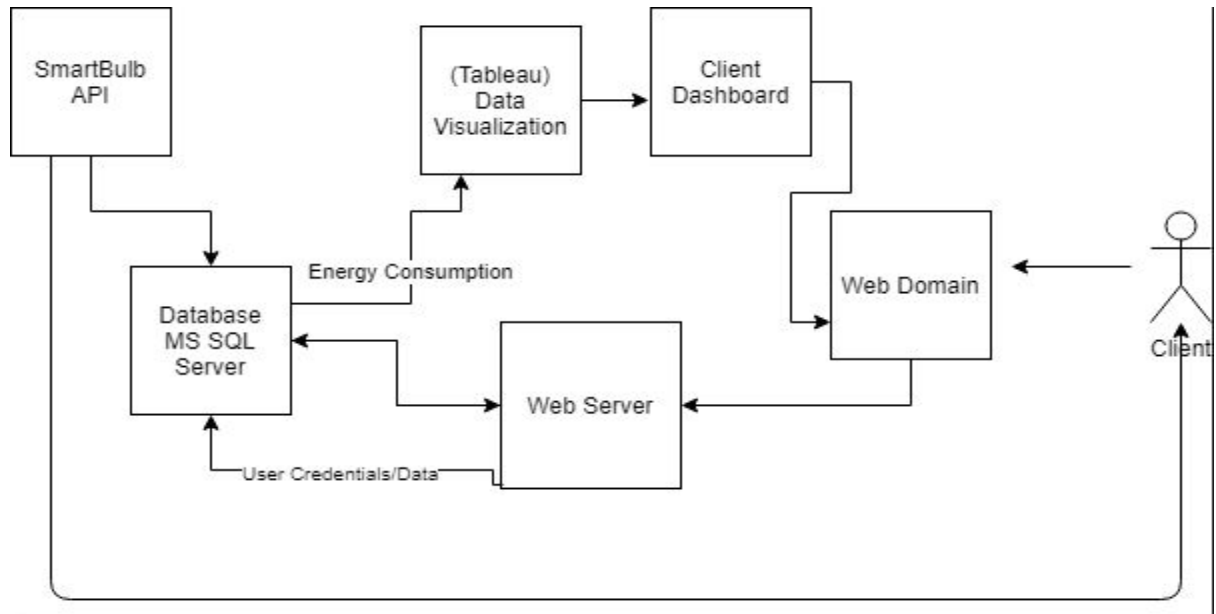 SmartBulb
API
(Tableau)
Data
Visualization
Client
Dashboard
Energy Consumption
Database
MS SQL
Server
Web Domain
Web Server
Client
User Credentials/Data